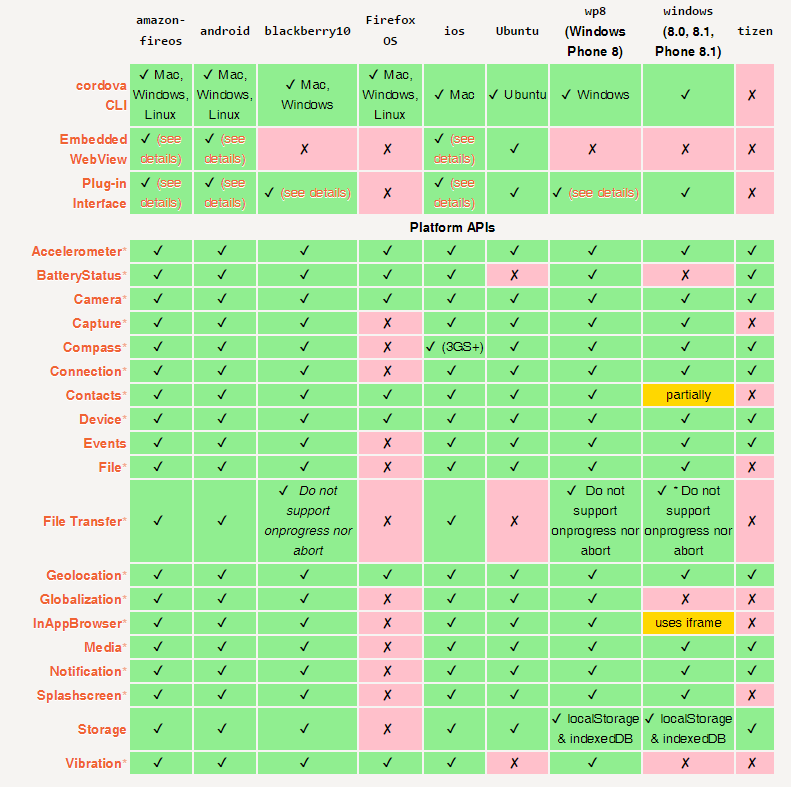 amazon-fireos android blackberry10 Firefox OS ios Ubuntu wp8 (Windows Phone 8) windows (8.0, 8.1, Phone 8.1) tizen
cordova CLI ✓ Mac, Windows, Linux ✓ Mac, Windows, Linux ✓ Mac, Windows ✓ Mac, Windows, Linux ✓ Mac ✓ Ubuntu ✓ Windows ✓ ✗
Embedded WebView ✓ (see details) ✓ (see details) ✗ ✗ ✓ (see details) ✓ ✗ ✗ ✗
Plug-in Interface ✓ (see details) ✓ (see details) ✓ (see details) ✗ ✓ (see details) ✓ ✓ (see details) ✓ ✗
Platform APIs
Accelerometer* ✓ ✓ ✓ ✓ ✓ ✓ ✓ ✓ ✓
BatteryStatus* ✓ ✓ ✓ ✓ ✓ ✗ ✓ ✗ ✓
Camera* ✓ ✓ ✓ ✓ ✓ ✓ ✓ ✓ ✓
Capture* ✓ ✓ ✓ ✗ ✓ ✓ ✓ ✓ ✗
Compass* ✓ ✓ ✓ ✗ ✓ (3GS+) ✓ ✓ ✓ ✓
Connection* ✓ ✓ ✓ ✗ ✓ ✓ ✓ ✓ ✓
Contacts* ✓ ✓ ✓ ✓ ✓ ✓ ✓ partially ✗
Device* ✓ ✓ ✓ ✓ ✓ ✓ ✓ ✓ ✓
Events ✓ ✓ ✓ ✗ ✓ ✓ ✓ ✓ ✓
File* ✓ ✓ ✓ ✗ ✓ ✓ ✓ ✓ ✗
File Transfer* ✓ ✓ ✓ Do not support onprogress nor abort ✗ ✓ ✗ ✓ Do not support onprogress nor abort ✓ * Do not support onprogress nor abort ✗
Geolocation* ✓ ✓ ✓ ✓ ✓ ✓ ✓ ✓ ✓
Globalization* ✓ ✓ ✓ ✗ ✓ ✓ ✓ ✗ ✗
InAppBrowser* ✓ ✓ ✓ ✗ ✓ ✓ ✓ uses iframe ✗
Media* ✓ ✓ ✓ ✗ ✓ ✓ ✓ ✓ ✓
Notification* ✓ ✓ ✓ ✗ ✓ ✓ ✓ ✓ ✓
Splashscreen* ✓ ✓ ✓ ✗ ✓ ✓ ✓ ✓ ✗
Storage ✓ ✓ ✓ ✗ ✓ ✓ ✓ localStorage & indexedDB ✓ localStorage & indexedDB ✓
Vibration* ✓ ✓ ✓ ✓ ✓ ✗ ✓ ✗ ✗